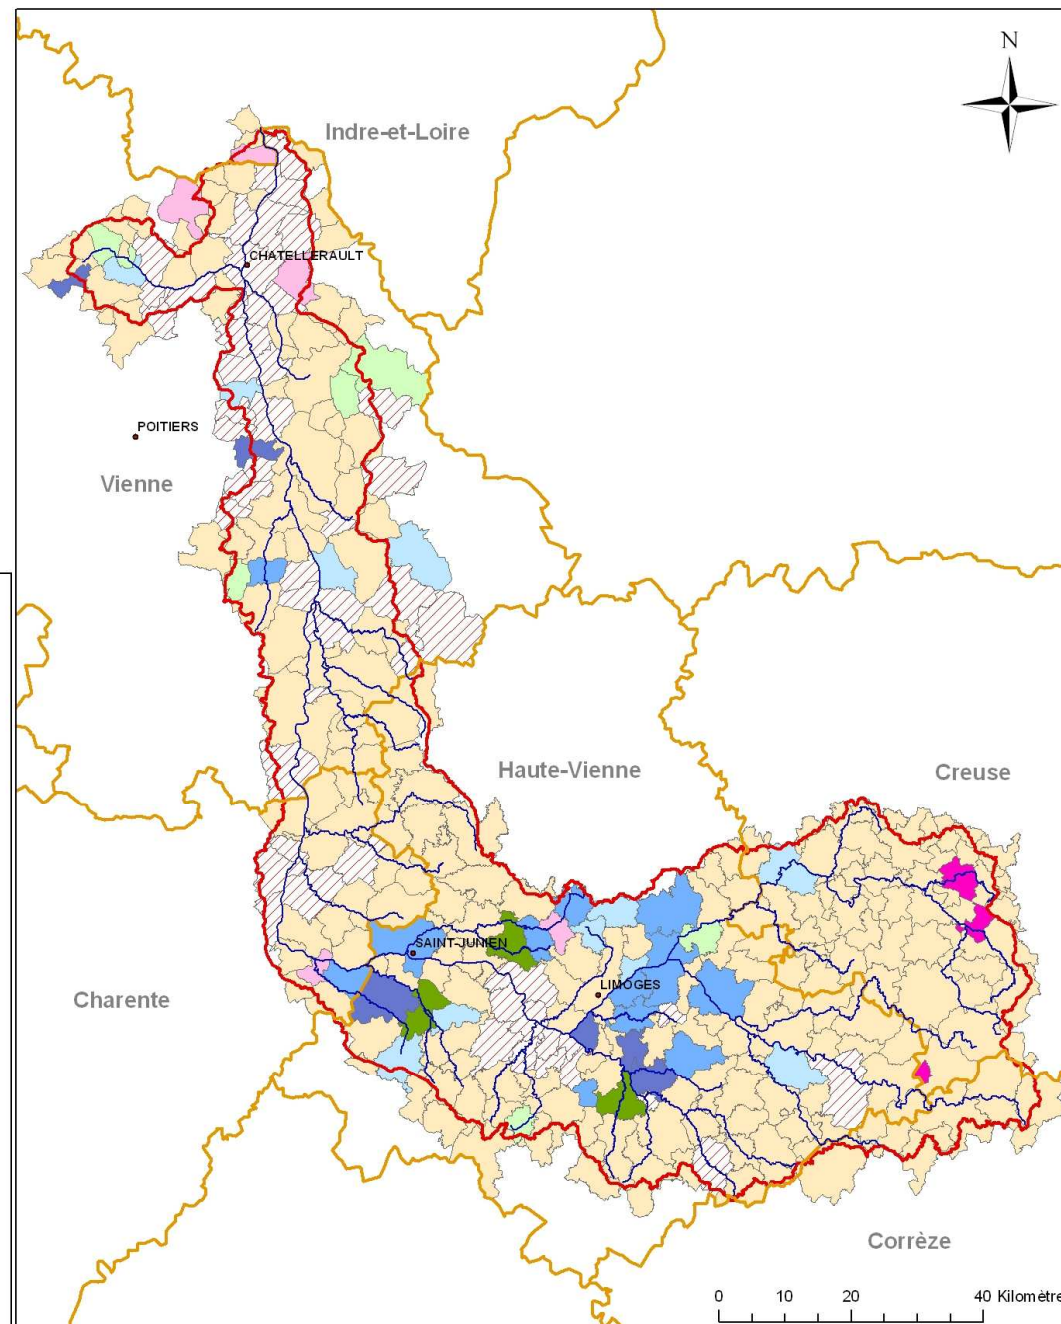 N
Indre-et-Loire
CHATELLERAULT
POITIERS
Vienne
Haute-Vienne
Creuse
SAINT-JUNIEN
LIMOGES
Charente
Corrèze
0 10 20 40 Kilomètre